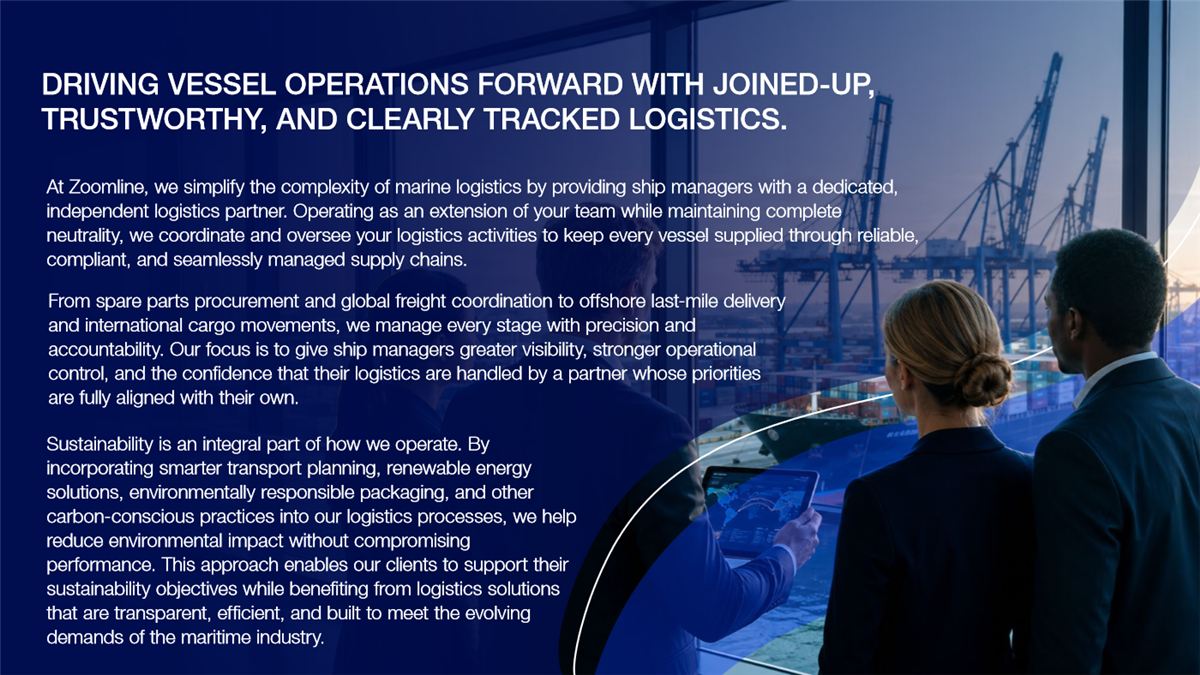 DRIVING VESSEL OPERATIONS FORWARD WITH JOINED-UP,
TRUSTWORTHY, AND CLEARLY TRACKED LOGISTICS.
At Zoomline, we simplify the complexity of marine logistics by providing ship managers with a dedicated,
independent logistics partner. Operating as an extension of your team while maintaining complete
neutrality, we coordinate and oversee your logistics activities to keep every vessel supplied through reliable,
compliant, and seamlessly managed supply chains.
From spare parts procurement and global freight coordination to offshore last-mile delivery
and international cargo movements, we manage every stage with precision and
accountability. Our focus is to give ship managers greater visibility, stronger operational
control, and the confidence that their logistics are handled by a partner whose priorities
are fully aligned with their own.
Sustainability is an integral part of how we operate. By
incorporating smarter transport planning, renewable energy
solutions, environmentally responsible packaging, and other
carbon-conscious practices into our logistics processes, we help
reduce environmental impact without compromising
performance. This approach enables our clients to support their
sustainability objectives while benefiting from logistics solutions
that are transparent, efficient, and built to meet the evolving
demands of the maritime industry.